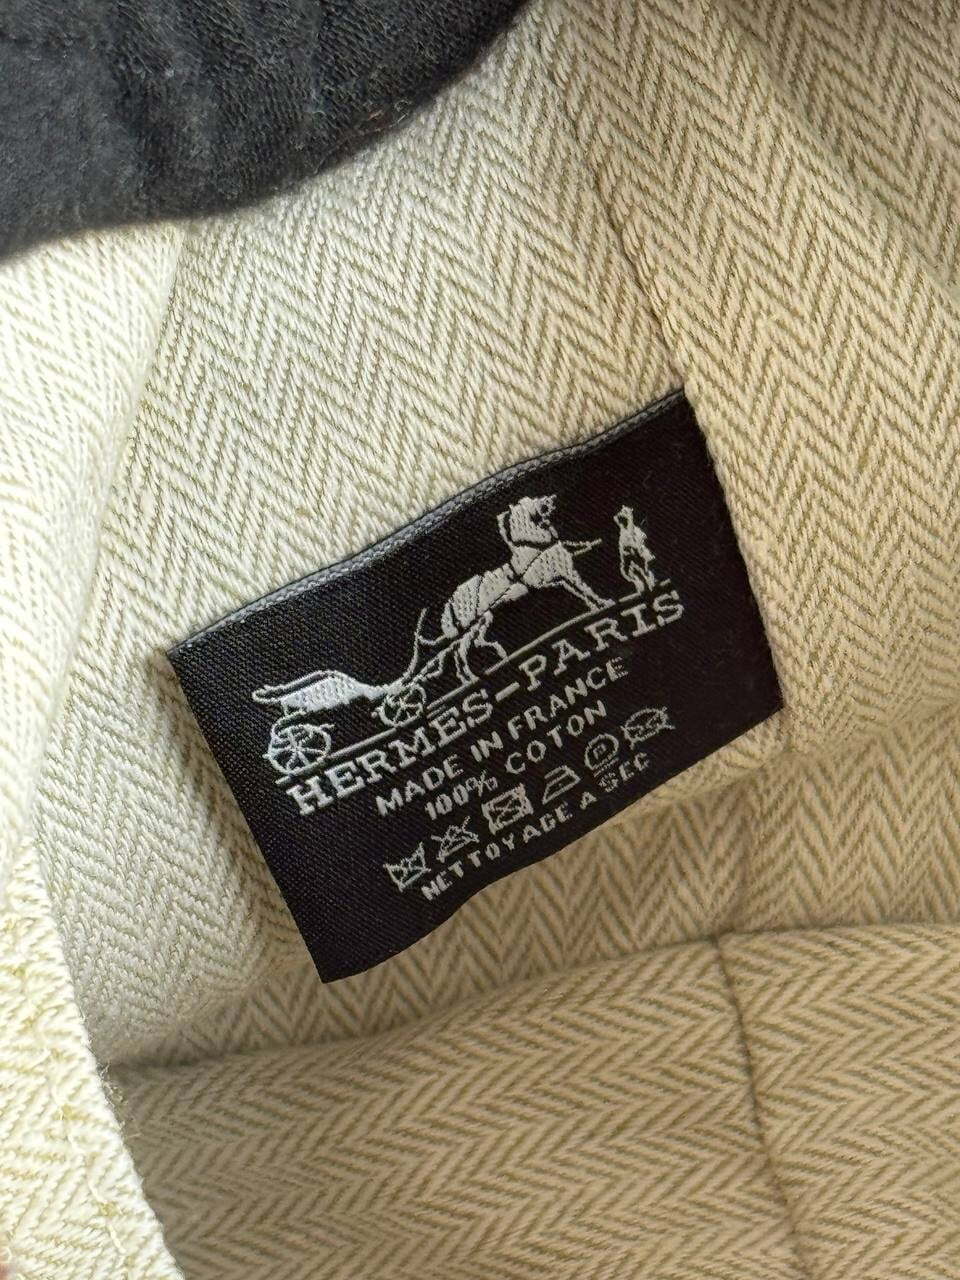 HERMES-PARIS
MADE IN FRANCE
100% COTON
NETTOYAGE A SEC